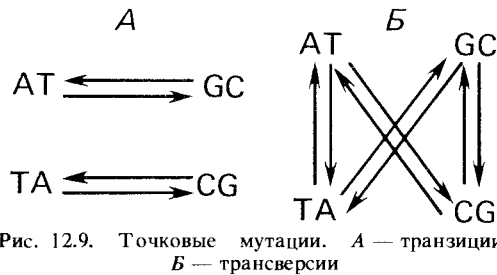 А Б
AT GC AT GC
TA CG TA CG
Рис. 12.9. Точковые мутации. А — транзиции
Б — трансверсии